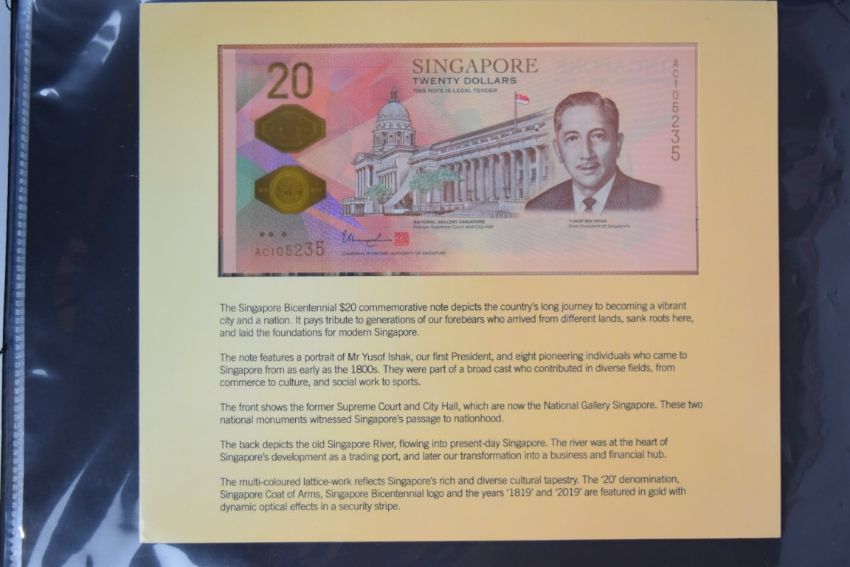 20
SINGAPORE
TWENTY DOLLARS
THIS NOTE IS LEGAL TENDER
AC105235
NATIONAL GALLERY SINGAPORE
Former Supreme Court and City Hall
YUSOF BIN ISHAK
First President of Singapore
AC105235
CHAIRMAN MONETARY AUTHORITY OF SINGAPORE
The Singapore Bicentennial $20 commemorative note depicts the country's long journey to becoming a vibrant
city and a nation. It pays tribute to generations of our forebears who arrived from different lands, sank roots here,
and laid the foundations for modern Singapore.
The note features a portrait of Mr Yusof Ishak, our first President, and eight pioneering individuals who came to
Singapore from as early as the 1800s. They were part of a broad cast who contributed in diverse fields, from
commerce to culture, and social work to sports.
The front shows the former Supreme Court and City Hall, which are now the National Gallery Singapore. These two
national monuments witnessed Singapore's passage to nationhood.
The back depicts the old Singapore River, flowing into present-day Singapore. The river was at the heart of
Singapore's development as a trading port, and later our transformation into a business and financial hub.
The multi-coloured lattice-work reflects Singapore's rich and diverse cultural tapestry. The '20' denomination,
Singapore Coat of Arms, Singapore Bicentennial logo and the years '1819' and '2019' are featured in gold with
dynamic optical effects in a security stripe.